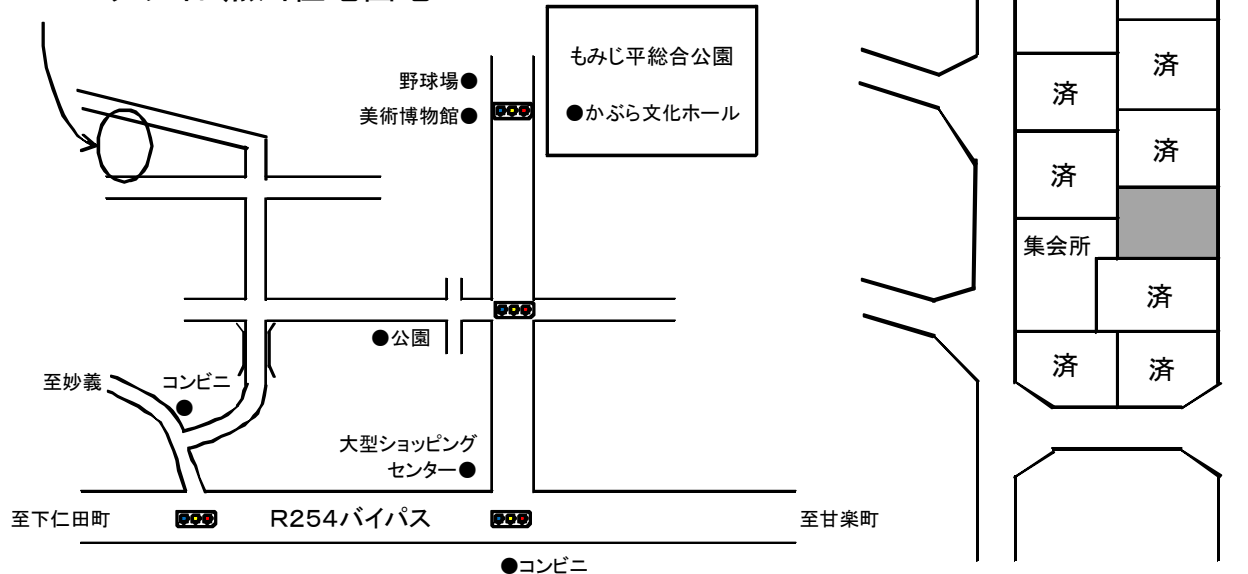 もみじ平総合公園
野球場●
美術博物館●
●かぶら文化ホール
●公園
至妙義
コンビニ
●
大型ショッピング
センター●
至下仁田町
R254バイパス
至甘楽町
●コンビニ
済
済
済
済
集会所
済
済
済